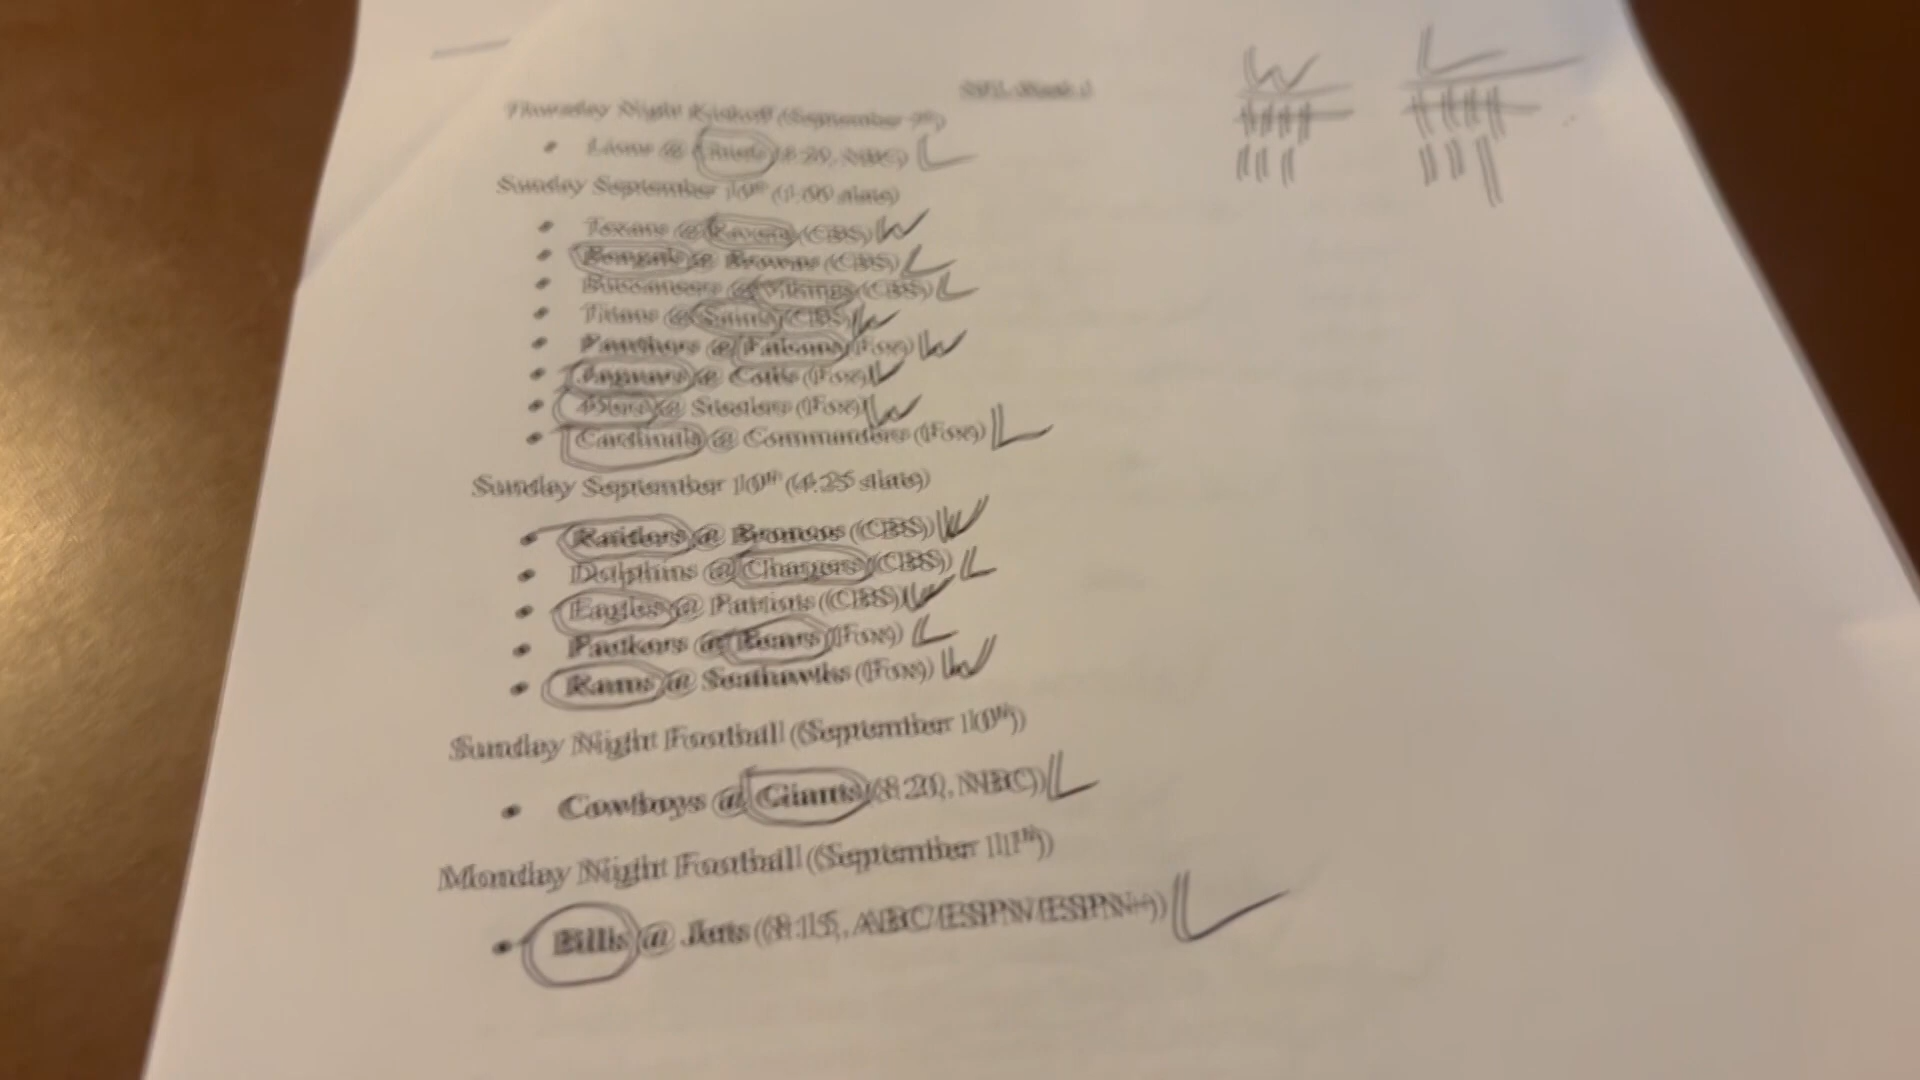 NFL Week 1
W L
Thursday Night Kickoff (September 7th)
Lions @ Chiefs (8:20, NBC) L
Sunday September 10th (1:00 slate)
Texans @ Ravens (CBS) W
Bengals @ Browns (CBS) L
Buccaneers @ Vikings (CBS) L
Titans @ Saints (CBS) W
Panthers @ Falcons (Fox) W
Jaguars @ Colts (Fox) W
49ers @ Steelers (Fox) W
Cardinals @ Commanders (Fox) L
Sunday September 10th (4:25 slate)
Raiders @ Broncos (CBS) W
Dolphins @ Chargers (CBS) L
Eagles @ Patriots (CBS) W
Packers @ Bears (Fox) L
Rams @ Seahawks (Fox) W
Sunday Night Football (September 10th)
Cowboys @ Giants (8:20, NBC) L
Monday Night Football (September 11th)
Bills @ Jets (8:15, ABC/ESPN/ESPN+) L